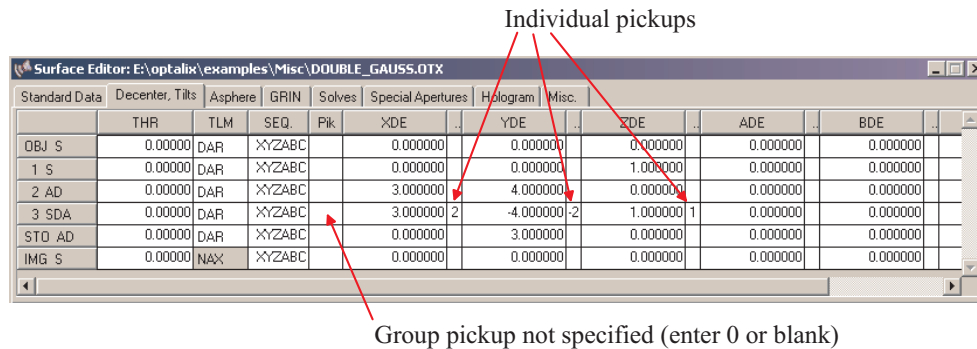 Individual pickups
Surface Editor: E:\optalix\examples\Misc\DOUBLE_GAUSS.OTX
Standard Data Decenter, Tilts Asphere GRIN Solves Special Apertures Hologram Misc.
THR TLM SEQ. Pik XDE .. YDE .. ZDE .. ADE .. BDE ..
OBJ S 0.00000 DAR XYZABC 0.000000 0.000000 0.000000 0.000000 0.000000
1 S 0.00000 DAR XYZABC 0.000000 0.000000 1.000000 0.000000 0.000000
2 AD 0.00000 DAR XYZABC 3.000000 4.000000 0.000000 0.000000 0.000000
3 SDA 0.00000 DAR XYZABC 3.000000 2 -4.000000 -2 1.000000 1 0.000000 0.000000
STO AD 0.00000 DAR XYZABC 0.000000 3.000000 0.000000 0.000000 0.000000
IMG S 0.00000 NAX XYZABC 0.000000 0.000000 0.000000 0.000000 0.000000
Group pickup not specified (enter 0 or blank)